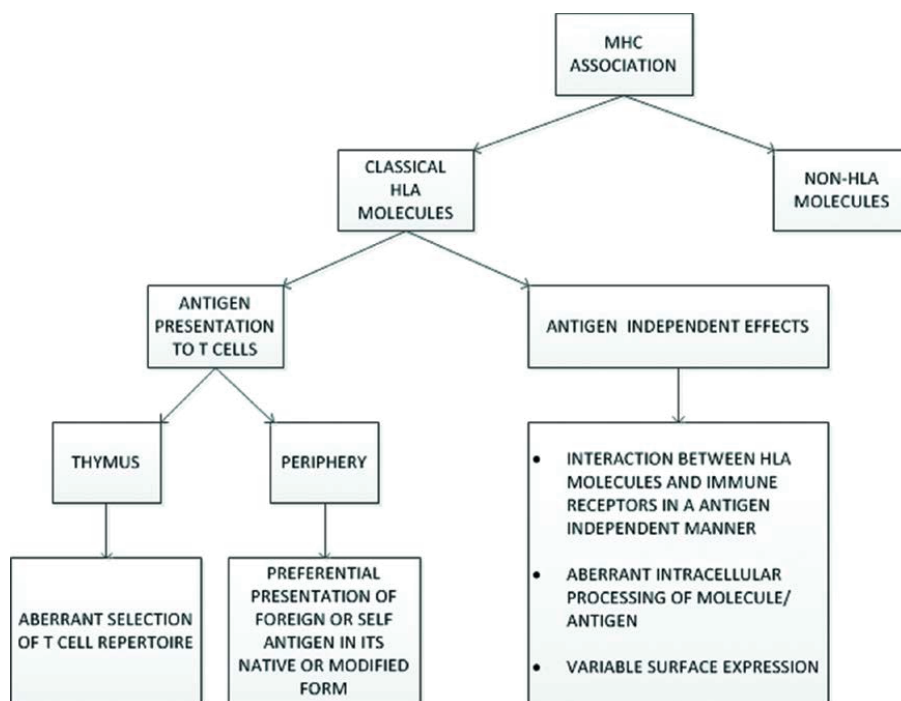 MHC
ASSOCIATION
CLASSICAL
HLA
MOLECULES
NON-HLA
MOLECULES
ANTIGEN
PRESENTATION
TO T CELLS
ANTIGEN INDEPENDENT EFFECTS
THYMUS
PERIPHERY
ABERRANT SELECTION
OF T CELL REPERTOIRE
PREFERENTIAL
PRESENTATION OF
FOREIGN OR SELF
ANTIGEN IN ITS
NATIVE OR MODIFIED
FORM
• INTERACTION BETWEEN HLA
MOLECULES AND IMMUNE
RECEPTORS IN A ANTIGEN
INDEPENDENT MANNER
• ABERRANT INTRACELLULAR
PROCESSING OF MOLECULE/
ANTIGEN
• VARIABLE SURFACE EXPRESSION